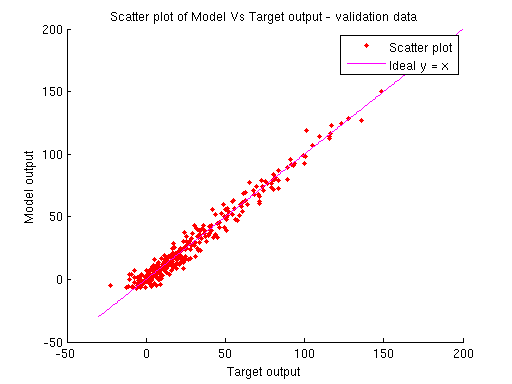 Scatter plot of Model Vs Target output - validation data
200
150
100
50
0
-50
Model output
Scatter plot
Ideal y = x
-50
0
50
100
150
200
Target output